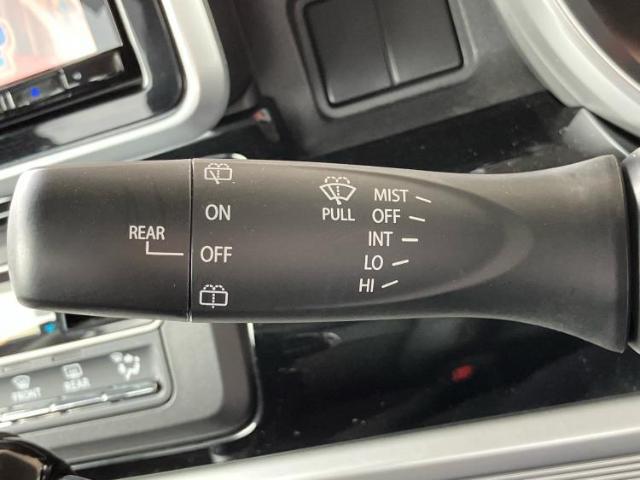 REAR
ON
OFF
PULL
MIST
OFF
INT
LO
HI
FRONT
REAR